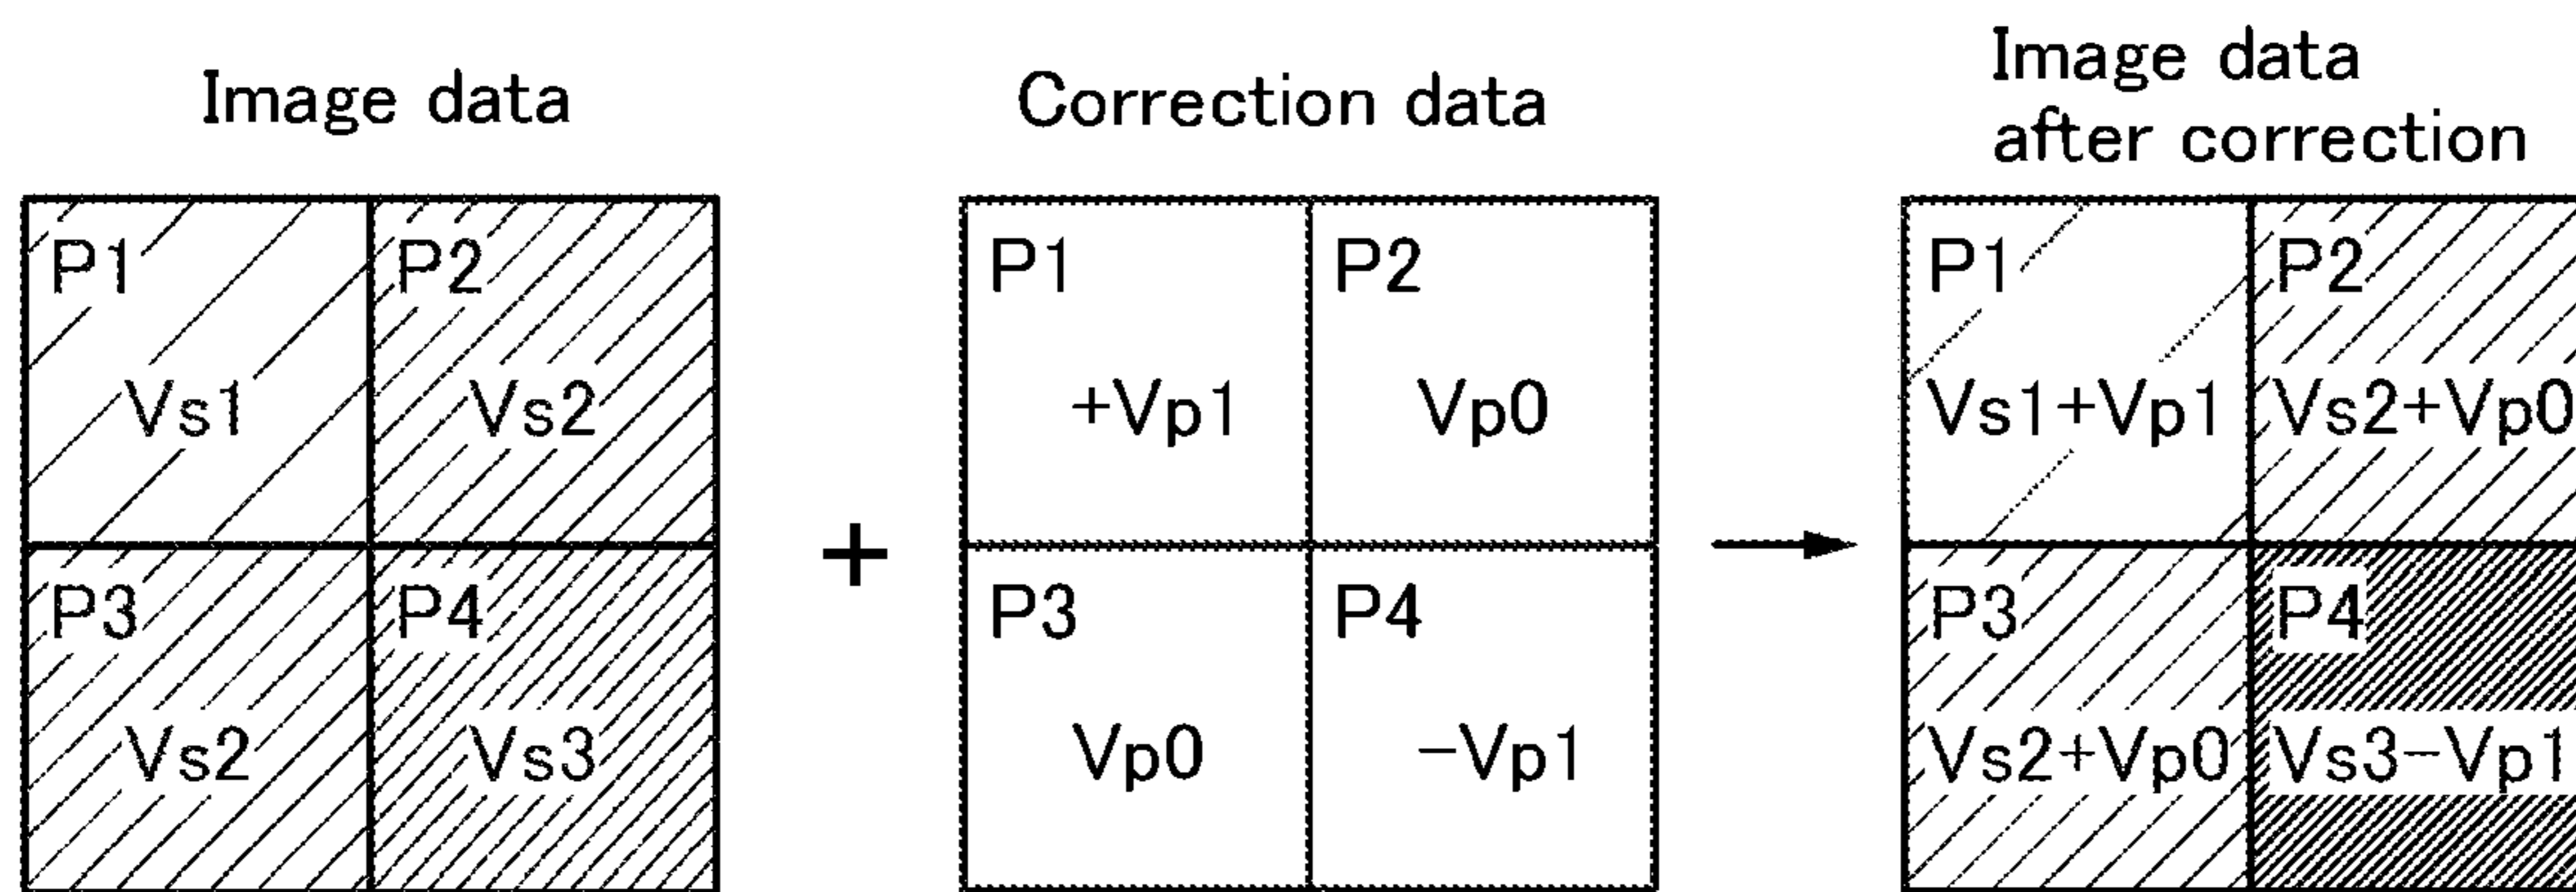 Image data
P1
P2
Vs1
Vs2
P3
P4
Vs2
Vs3
+
Correction data
P1
P2
+Vp1
Vp0
P3
P4
Vp0
-Vp1
Image data
after correction
P1
P2
Vs1+Vp1
Vs2+Vp0
P3
P4
Vs2+Vp0
Vs3-Vp1